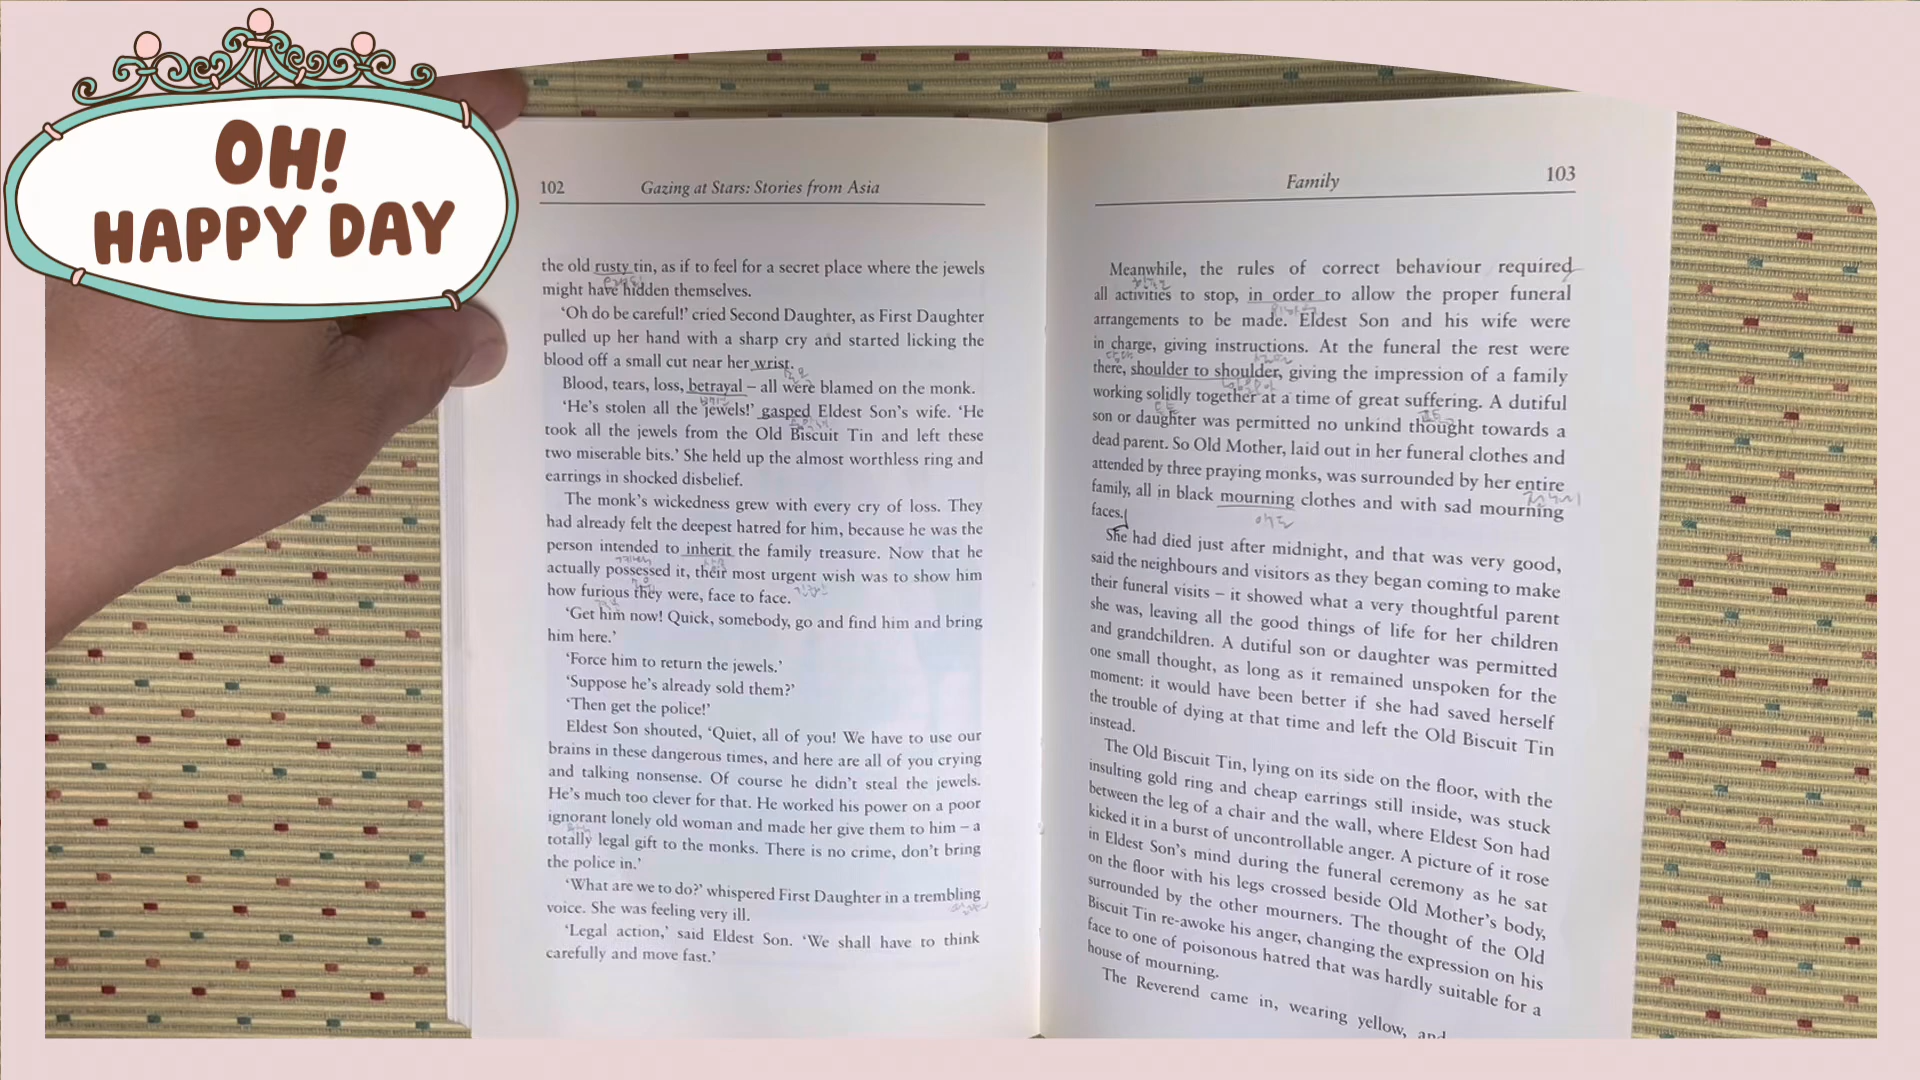 OH!
HAPPY DAY
102 Gazing at Stars: Stories from Asia
the old rusty tin, as if to feel for a secret place where the jewels
might have hidden themselves.
‘Oh do be careful!’ cried Second Daughter, as First Daughter
pulled up her hand with a sharp cry and started licking the
blood off a small cut near her wrist.
Blood, tears, loss, betrayal – all were blamed on the monk.
‘He’s stolen all the jewels!’ gasped Eldest Son’s wife. ‘He
took all the jewels from the Old Biscuit Tin and left these
two miserable bits.’ She held up the almost worthless ring and
earrings in shocked disbelief.
The monk’s wickedness grew with every cry of loss. They
had already felt the deepest hatred for him, because he was the
person intended to inherit the family treasure. Now that he
actually possessed it, their most urgent wish was to show him
how furious they were, face to face.
‘Get him now! Quick, somebody, go and find him and bring
him here.’
‘Force him to return the jewels.’
‘Suppose he’s already sold them?’
‘Then get the police!’
Eldest Son shouted, ‘Quiet, all of you! We have to use our
brains in these dangerous times, and here are all of you crying
and talking nonsense. Of course he didn’t steal the jewels.
He’s much too clever for that. He worked his power on a poor
ignorant lonely old woman and made her give them to him – a
totally legal gift to the monks. There is no crime, don’t bring
the police in.’
‘What are we to do?’ whispered First Daughter in a trembling
voice. She was feeling very ill.
‘Legal action,’ said Eldest Son. ‘We shall have to think
carefully and move fast.’
Family 103
Meanwhile, the rules of correct behaviour required
all activities to stop, in order to allow the proper funeral
arrangements to be made. Eldest Son and his wife were
in charge, giving instructions. At the funeral the rest were
there, shoulder to shoulder, giving the impression of a family
working solidly together at a time of great suffering. A dutiful
son or daughter was permitted no unkind thought towards a
dead parent. So Old Mother, laid out in her funeral clothes and
attended by three praying monks, was surrounded by her entire
family, all in black mourning clothes and with sad mourning
faces.
애도
She had died just after midnight, and that was very good,
said the neighbours and visitors as they began coming to make
their funeral visits – it showed what a very thoughtful parent
she was, leaving all the good things of life for her children
and grandchildren. A dutiful son or daughter was permitted
one small thought, as long as it remained unspoken for the
moment: it would have been better if she had saved herself
the trouble of dying at that time and left the Old Biscuit Tin
instead.
The Old Biscuit Tin, lying on its side on the floor, with the
insulting gold ring and cheap earrings still inside, was stuck
between the leg of a chair and the wall, where Eldest Son had
kicked it in a burst of uncontrollable anger. A picture of it rose
in Eldest Son’s mind during the funeral ceremony as he sat
on the floor with his legs crossed beside Old Mother’s body,
surrounded by the other mourners. The thought of the Old
Biscuit Tin re-awoke his anger, changing the expression on his
face to one of poisonous hatred that was hardly suitable for a
house of mourning.
The Reverend came in, wearing yellow, and